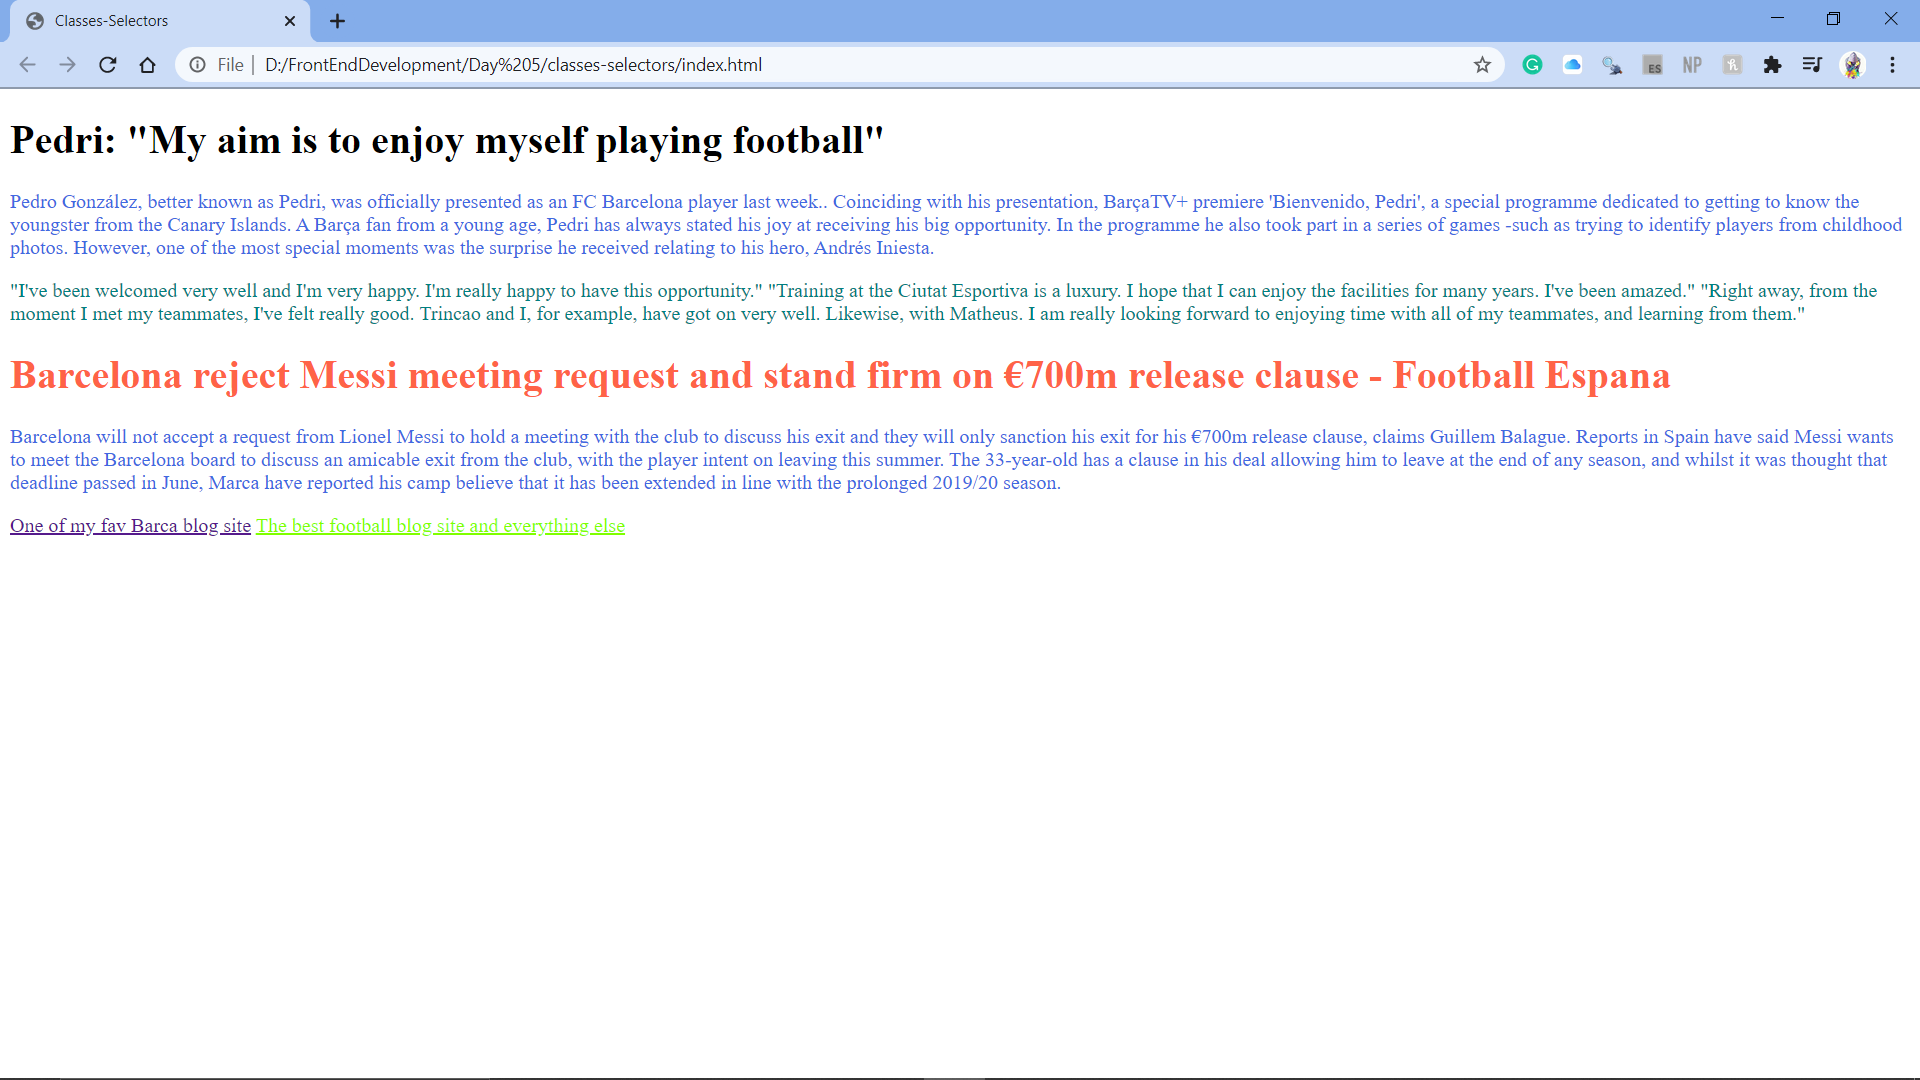 Classes-Selectors
File | D:/FrontEndDevelopment/Day%205/classes-selectors/index.html
ES
NP
Pedri: "My aim is to enjoy myself playing football"
Pedro González, better known as Pedri, was officially presented as an FC Barcelona player last week.. Coinciding with his presentation, BarçaTV+ premiere 'Bienvenido, Pedri', a special programme dedicated to getting to know the
youngster from the Canary Islands. A Barça fan from a young age, Pedri has always stated his joy at receiving his big opportunity. In the programme he also took part in a series of games -such as trying to identify players from childhood
photos. However, one of the most special moments was the surprise he received relating to his hero, Andrés Iniesta.
"I've been welcomed very well and I'm very happy. I'm really happy to have this opportunity." "Training at the Ciutat Esportiva is a luxury. I hope that I can enjoy the facilities for many years. I've been amazed." "Right away, from the
moment I met my teammates, I've felt really good. Trincao and I, for example, have got on very well. Likewise, with Matheus. I am really looking forward to enjoying time with all of my teammates, and learning from them."
Barcelona reject Messi meeting request and stand firm on €700m release clause - Football Espana
Barcelona will not accept a request from Lionel Messi to hold a meeting with the club to discuss his exit and they will only sanction his exit for his €700m release clause, claims Guillem Balague. Reports in Spain have said Messi wants
to meet the Barcelona board to discuss an amicable exit from the club, with the player intent on leaving this summer. The 33-year-old has a clause in his deal allowing him to leave at the end of any season, and whilst it was thought that
deadline passed in June, Marca have reported his camp believe that it has been extended in line with the prolonged 2019/20 season.
One of my fav Barca blog site The best football blog site and everything else